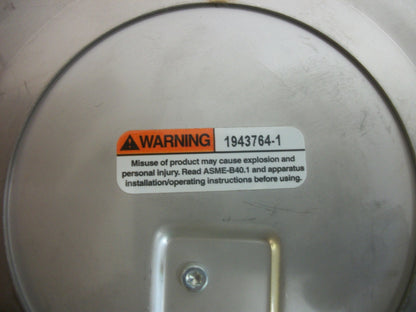 WARNING 1943764-1
Misuse of product may cause explosion and
personal injury. Read ASME-B40.1 and apparatus
installation/operating instructions before using.